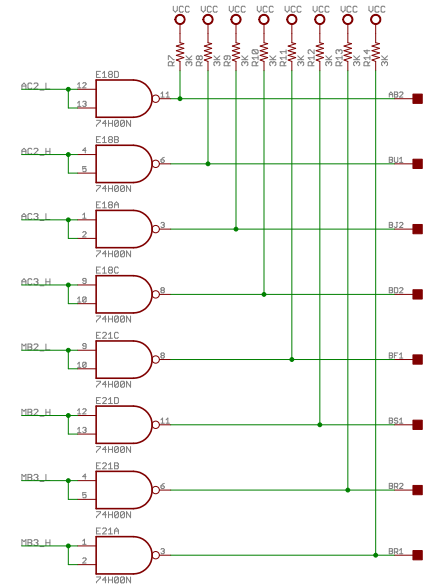 VCC VCC VCC VCC VCC VCC VCC VCC
R7 3K R8 3K R9 3K R10 3K R11 3K R12 3K R13 3K R14 3K
E18D
AC2_L 12 13 11 AB2
74H00N
E18B
AC2_H 4 5 6 BU1
74H00N
E18A
AC3_L 1 2 3 BJ2
74H00N
E18C
AC3_H 9 10 8 BD2
74H00N
E21C
MB2_L 9 10 8 BF1
74H00N
E21D
MB2_H 12 13 11 BS1
74H00N
E21B
MB3_L 4 5 6 BR2
74H00N
E21A
MB3_H 1 2 3 BR1
74H00N